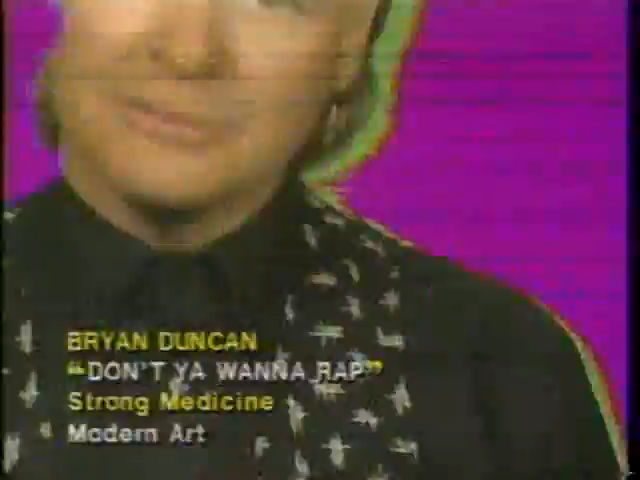 BRYAN DUNCAN
“DON'T YA WANNA RAP”
Strong Medicine
Modern Art